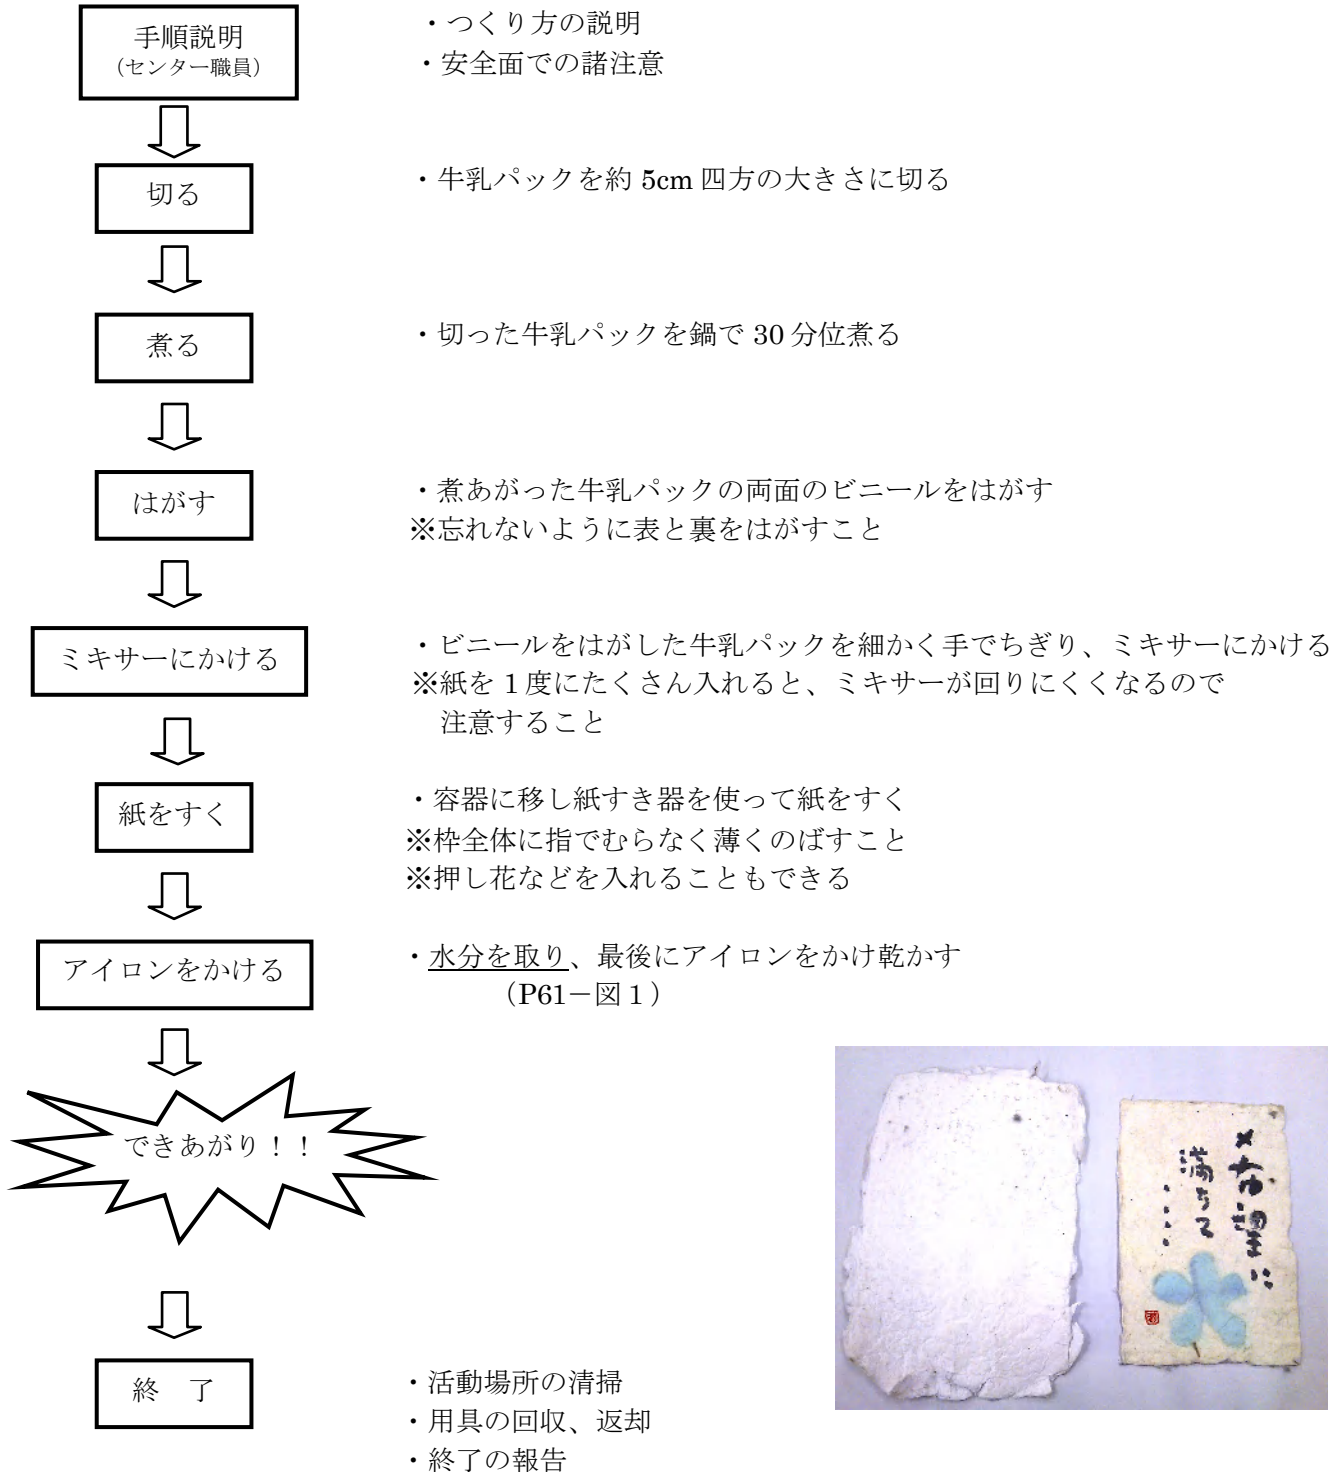 手順説明
（センター職員）
・つくり方の説明
・安全面での諸注意
切る
・牛乳パックを約 5cm 四方の大きさに切る
煮る
・切った牛乳パックを鍋で 30 分位煮る
はがす
・煮あがった牛乳パックの両面のビニールをはがす
※忘れないように表と裏をはがすこと
ミキサーにかける
・ビニールをはがした牛乳パックを細かく手でちぎり、ミキサーにかける
※紙を 1 度にたくさん入れると、ミキサーが回りにくくなるので
注意すること
紙をすく
・容器に移し紙すき器を使って紙をすく
※枠全体に指でむらなく薄くのばすこと
※押し花などを入れることもできる
アイロンをかける
・水分を取り、最後にアイロンをかけ乾かす
（P61－図１）
できあがり！！
希望に
満ちて
・・・・
終　了
・活動場所の清掃
・用具の回収、返却
・終了の報告